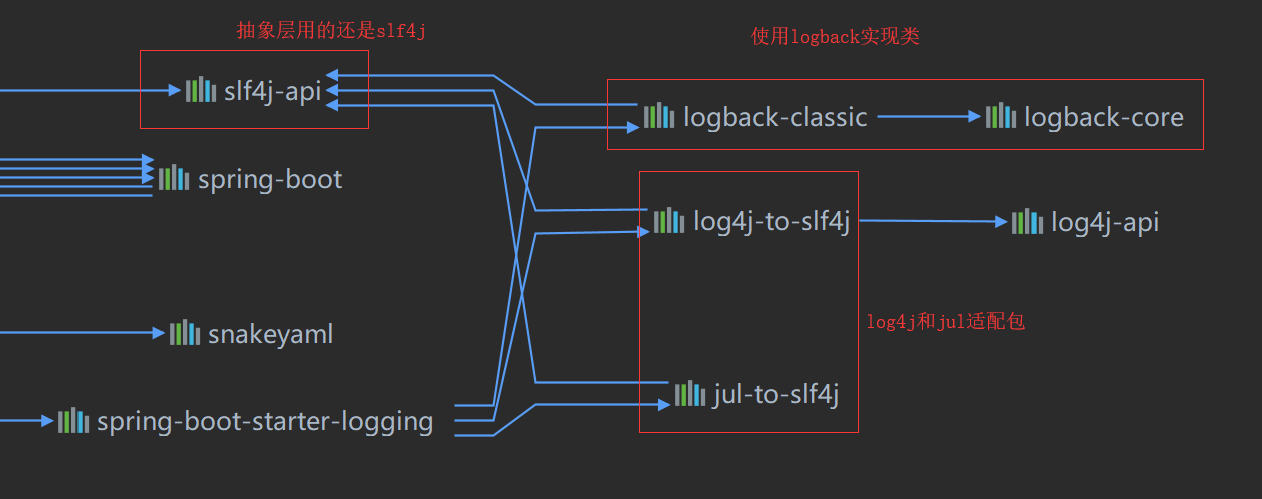 抽象层用的还是slf4j
使用logback实现类
slf4j-api
logback-classic
logback-core
spring-boot
log4j-to-slf4j
log4j-api
log4j和jul适配包
snakeyaml
jul-to-slf4j
spring-boot-starter-logging